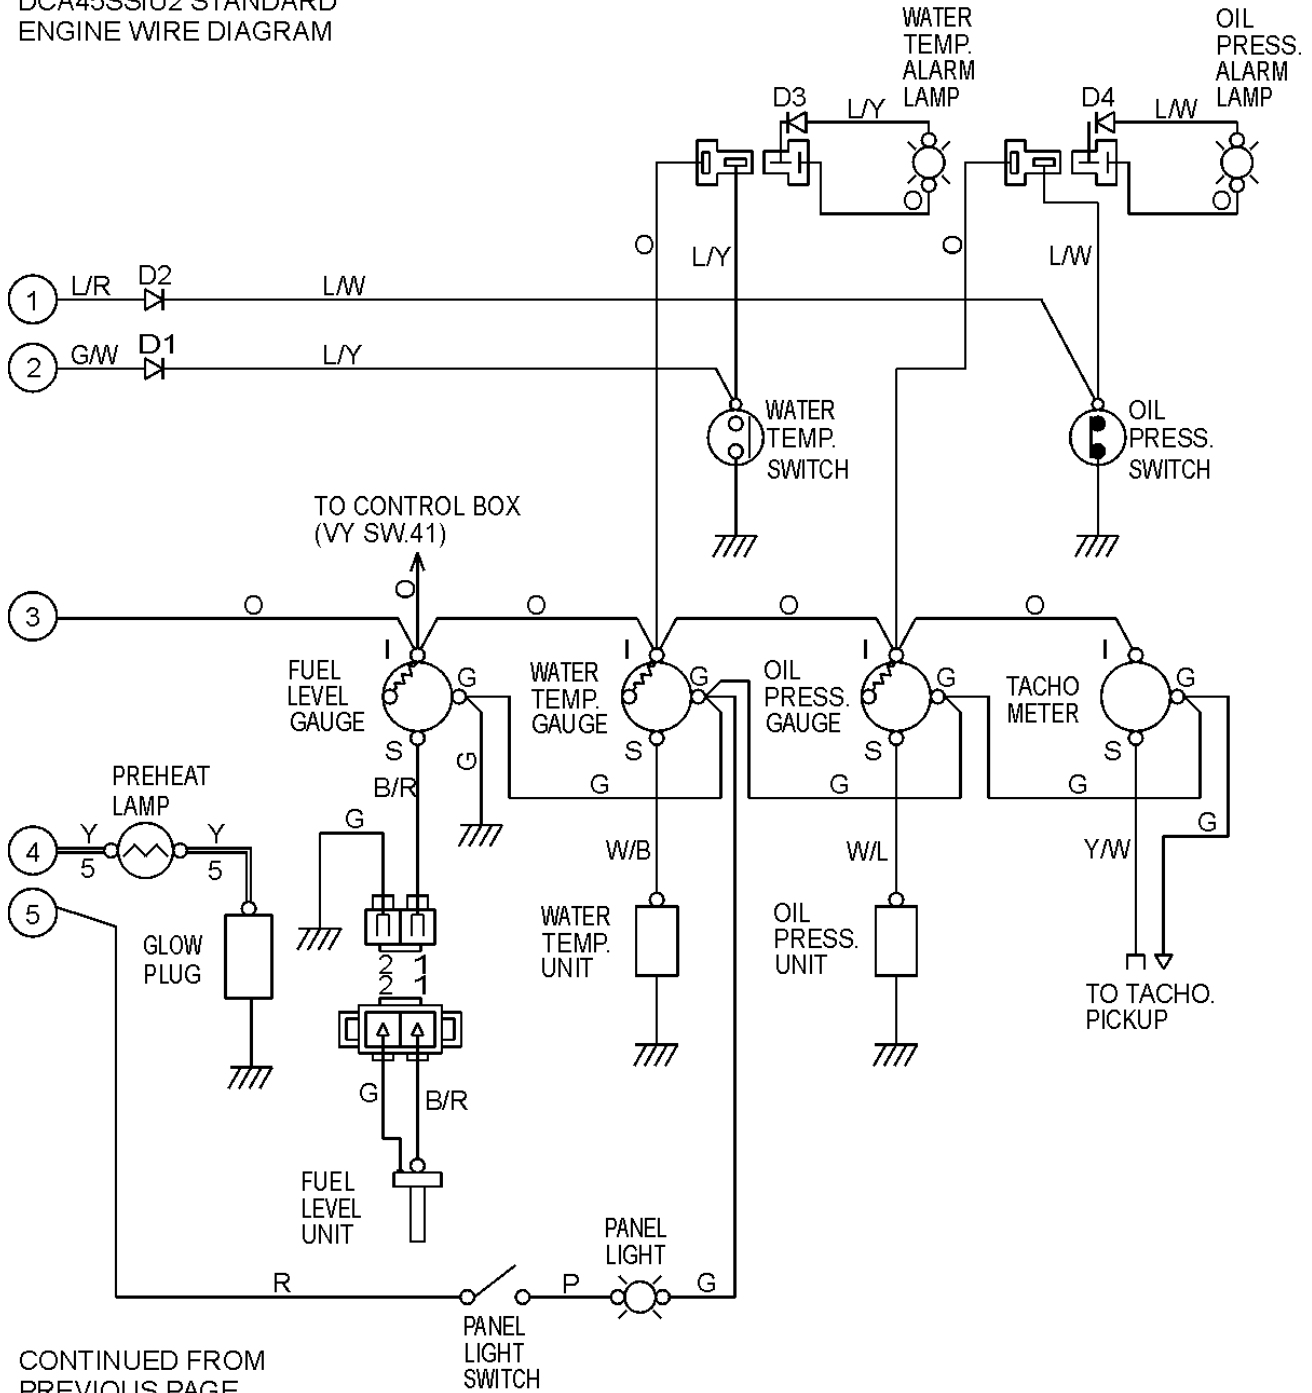 DCA45SSIU2 STANDARD
ENGINE WIRE DIAGRAM
WATER
TEMP.
ALARM
LAMP
OIL
PRESS.
ALARM
LAMP
D3
L/Y
D4
L/W
O
O
O
L/Y
O
L/W
1
L/R
D2
L/W
2
G/W
D1
L/Y
WATER
TEMP.
SWITCH
OIL
PRESS.
SWITCH
TO CONTROL BOX
(VY SW.41)
O
3
O
O
O
O
I
I
I
I
FUEL
LEVEL
GAUGE
G
WATER
TEMP.
GAUGE
G
OIL
PRESS.
GAUGE
G
TACHO
METER
G
S
S
S
S
G
B/R
G
G
G
PREHEAT
LAMP
G
G
4
Y
5
Y
5
W/B
W/L
Y/W
5
GLOW
PLUG
2 1
2 1
WATER
TEMP.
UNIT
OIL
PRESS.
UNIT
TO TACHO.
PICKUP
G
B/R
FUEL
LEVEL
UNIT
PANEL
LIGHT
R
P
G
PANEL
LIGHT
SWITCH
CONTINUED FROM
PREVIOUS PAGE